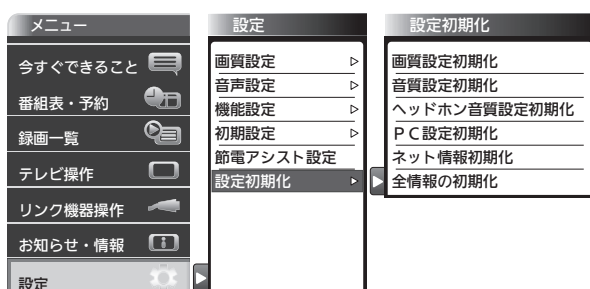 メニュー
今すぐできること
番組表・予約
録画一覧
テレビ操作
リンク機器操作
お知らせ・情報
設定
設定
画質設定
音声設定
機能設定
初期設定
節電アシスト設定
設定初期化
設定初期化
画質設定初期化
音質設定初期化
ヘッドホン音質設定初期化
ＰＣ設定初期化
ネット情報初期化
全情報の初期化